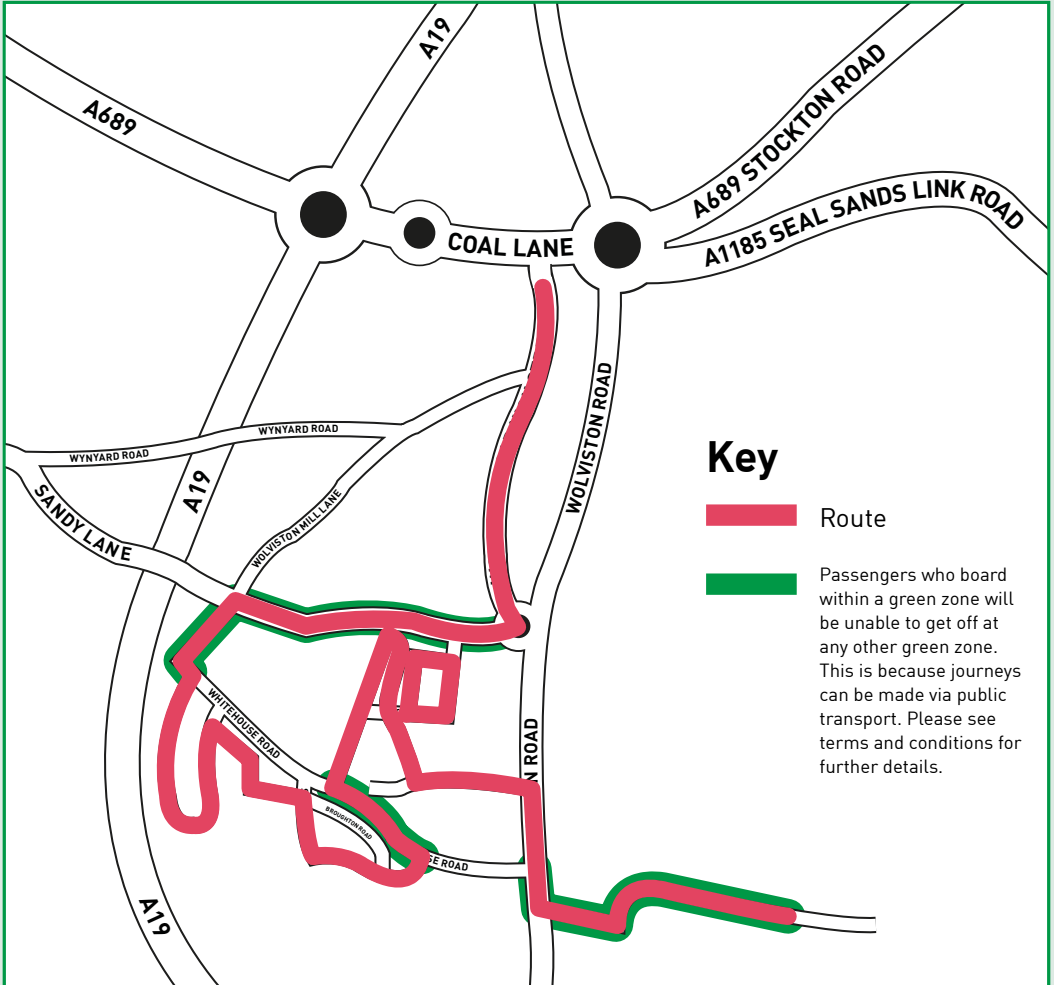 A19
A689 STOCKTON ROAD
A689
A1185 SEAL SANDS LINK ROAD
COAL LANE
WOLVISTON ROAD
WYNYARD ROAD
WYNYARD ROAD
A19
SANDY LANE
WOLVISTON MILL LANE
Key
Route
Passengers who board
within a green zone will
be unable to get off at
any other green zone.
This is because journeys
can be made via public
transport. Please see
terms and conditions for
further details.
WHITEHOUSE ROAD
N ROAD
BROUGHTON ROAD
SE ROAD
A19